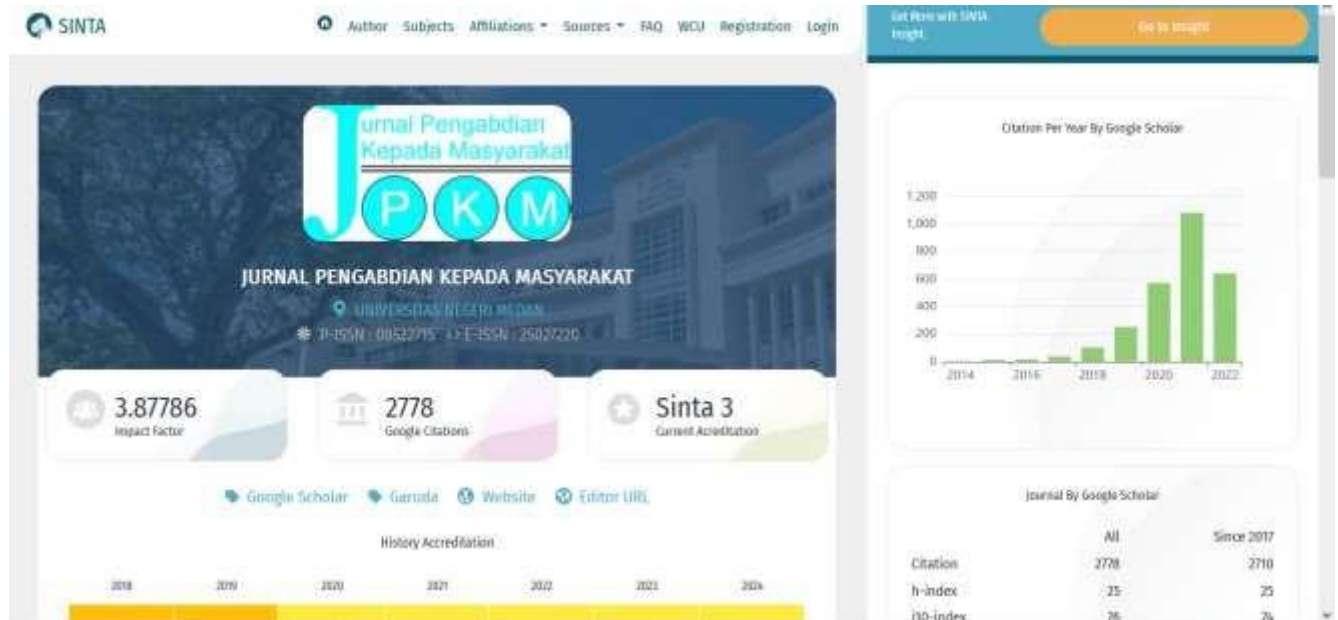 SINTA
Author Subjects Affiliations Sources FAQ WCU Registration Login
Get More with SINTA
Insight
Go to Insight
Jurnal Pengabdian
Kepada Masyarakat
P K M
JURNAL PENGABDIAN KEPADA MASYARAKAT
UNIVERSITAS NEGERI MEDAN
P-ISSN : 08522715 E-ISSN : 25027220
3.87786
Impact Factor
2778
Google Citations
Sinta 3
Current Acreditation
Google Scholar Garuda Website Editor URL
History Accreditation
2018 2019 2020 2021 2022 2023 2024
Citation Per Year By Google Scholar
1,200
1,000
800
600
400
200
0
2014 2016 2018 2020 2022
Journal By Google Scholar
All Since 2017
Citation 2778 2710
h-index 25 25
i10-index 76 74